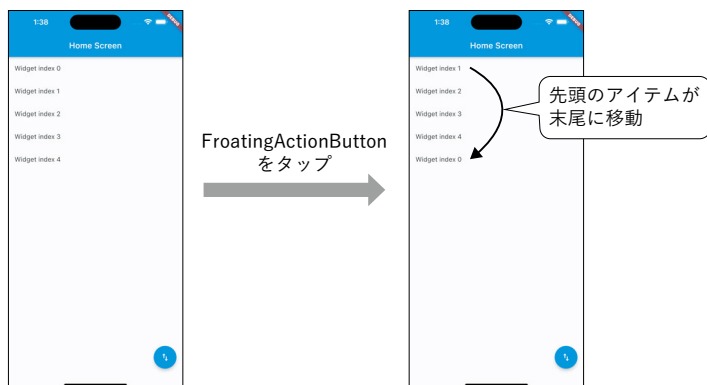 1:38
DEBUG
Home Screen
Widget index 0
Widget index 1
Widget index 2
Widget index 3
Widget index 4
FroatingActionButton
をタップ
1:38
DEBUG
Home Screen
Widget index 1
Widget index 2
Widget index 3
Widget index 4
Widget index 0
先頭のアイテムが
末尾に移動